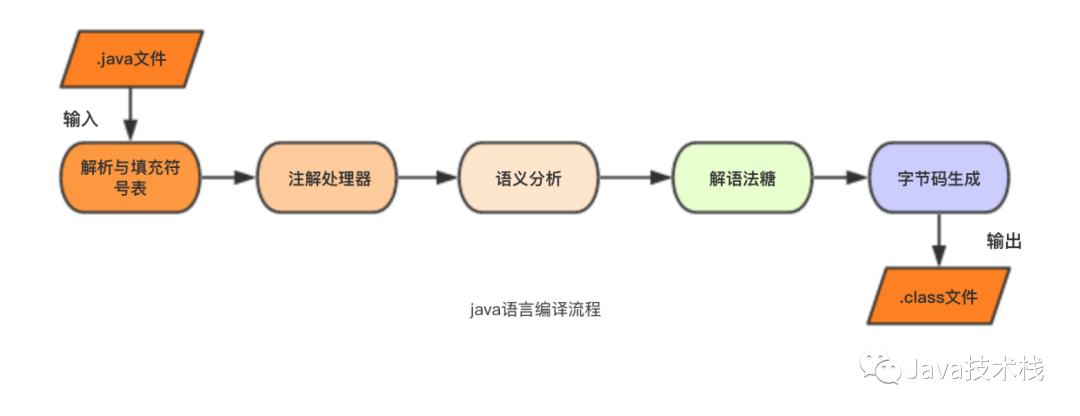 .java文件
输入
解析与填充符
号表
注解处理器
语义分析
解语法糖
字节码生成
输出
.class文件
java语言编译流程
Java技术栈